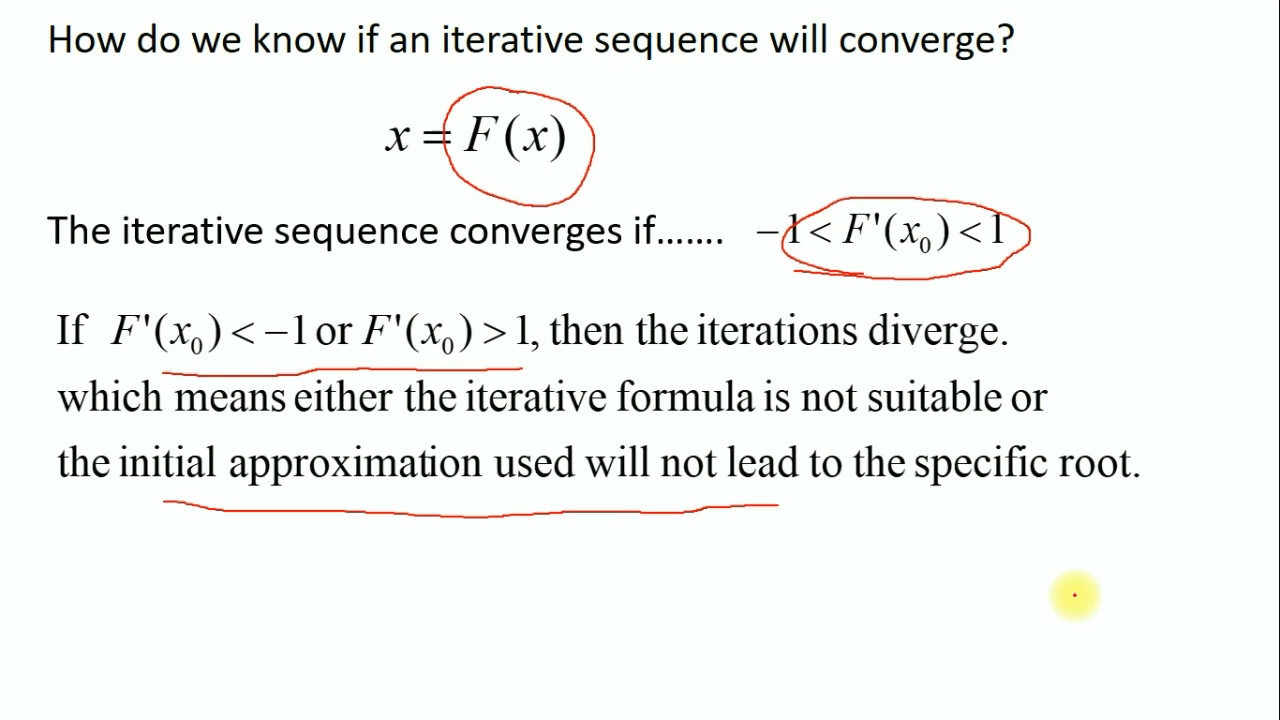 How do we know if an iterative sequence will converge?
x = F(x)
The iterative sequence converges if....... −1 < F'(x₀) < 1
If F'(x₀) < −1 or F'(x₀) > 1, then the iterations diverge.
which means either the iterative formula is not suitable or
the initial approximation used will not lead to the specific root.